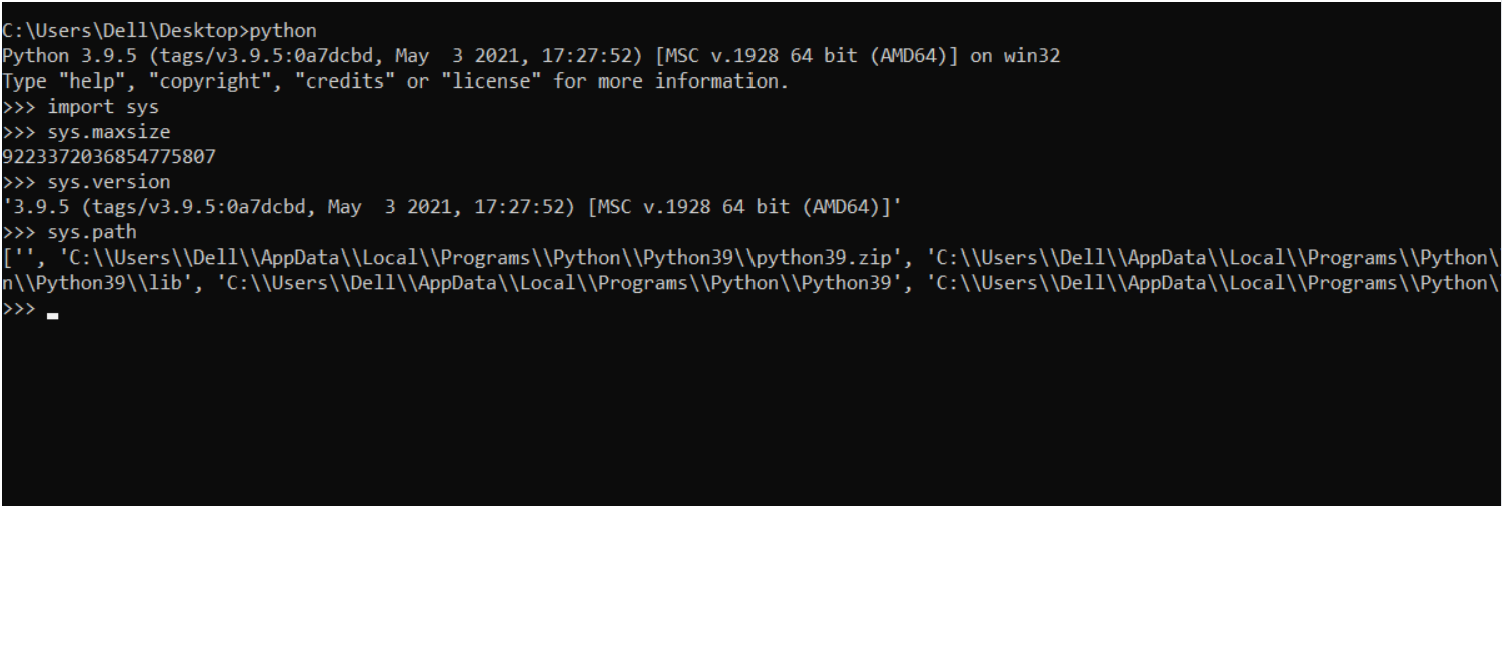 C:\Users\Dell\Desktop>python
Python 3.9.5 (tags/v3.9.5:0a7dcbd, May  3 2021, 17:27:52) [MSC v.1928 64 bit (AMD64)] on win32
Type "help", "copyright", "credits" or "license" for more information.
>>> import sys
>>> sys.maxsize
9223372036854775807
>>> sys.version
'3.9.5 (tags/v3.9.5:0a7dcbd, May  3 2021, 17:27:52) [MSC v.1928 64 bit (AMD64)]'
>>> sys.path
['', 'C:\\Users\\Dell\\AppData\\Local\\Programs\\Python\\Python39\\python39.zip', 'C:\\Users\\Dell\\AppData\\Local\\Programs\\Python\
n\\Python39\\lib', 'C:\\Users\\Dell\\AppData\\Local\\Programs\\Python\\Python39', 'C:\\Users\\Dell\\AppData\\Local\\Programs\\Python\
>>>